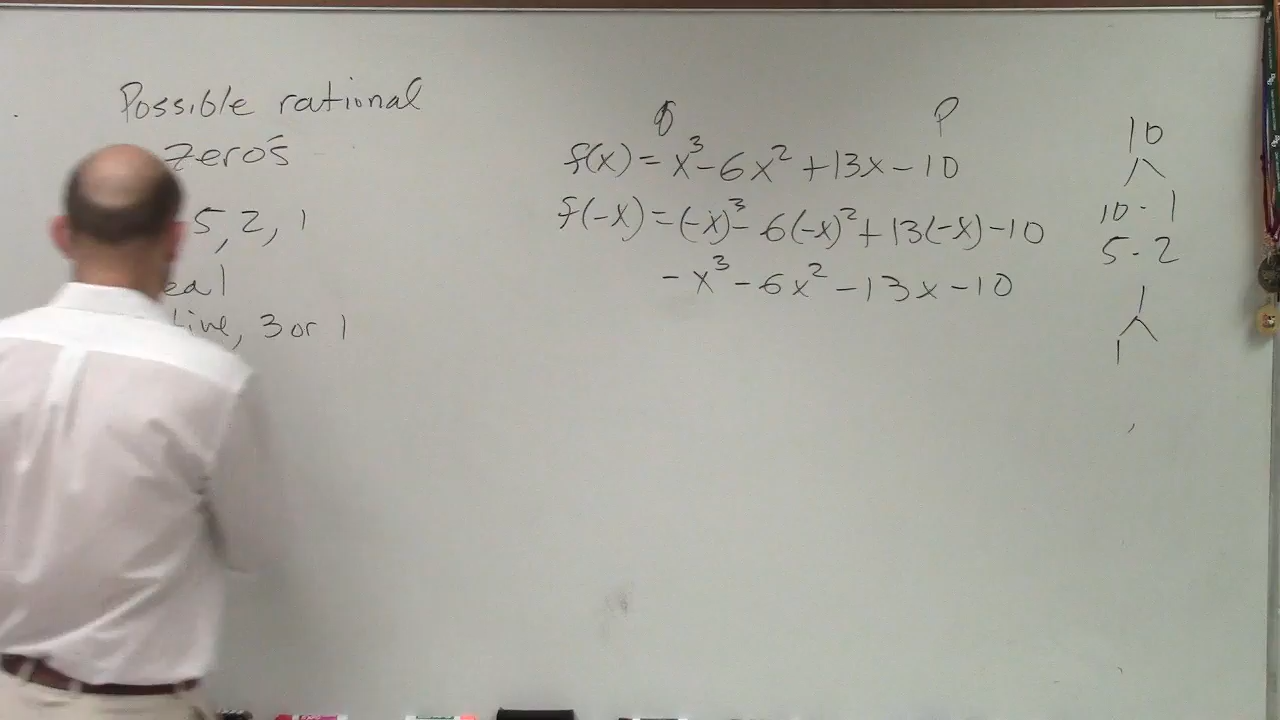 Possible rational
zero's
5, 2, 1
eal
tive, 3 or 1
q p
f(x) = x³ - 6x² + 13x - 10
f(-x) = (-x)³ - 6(-x)² + 13(-x) - 10
-x³ - 6x² - 13x - 10
10
10 · 1
5 · 2
1
1